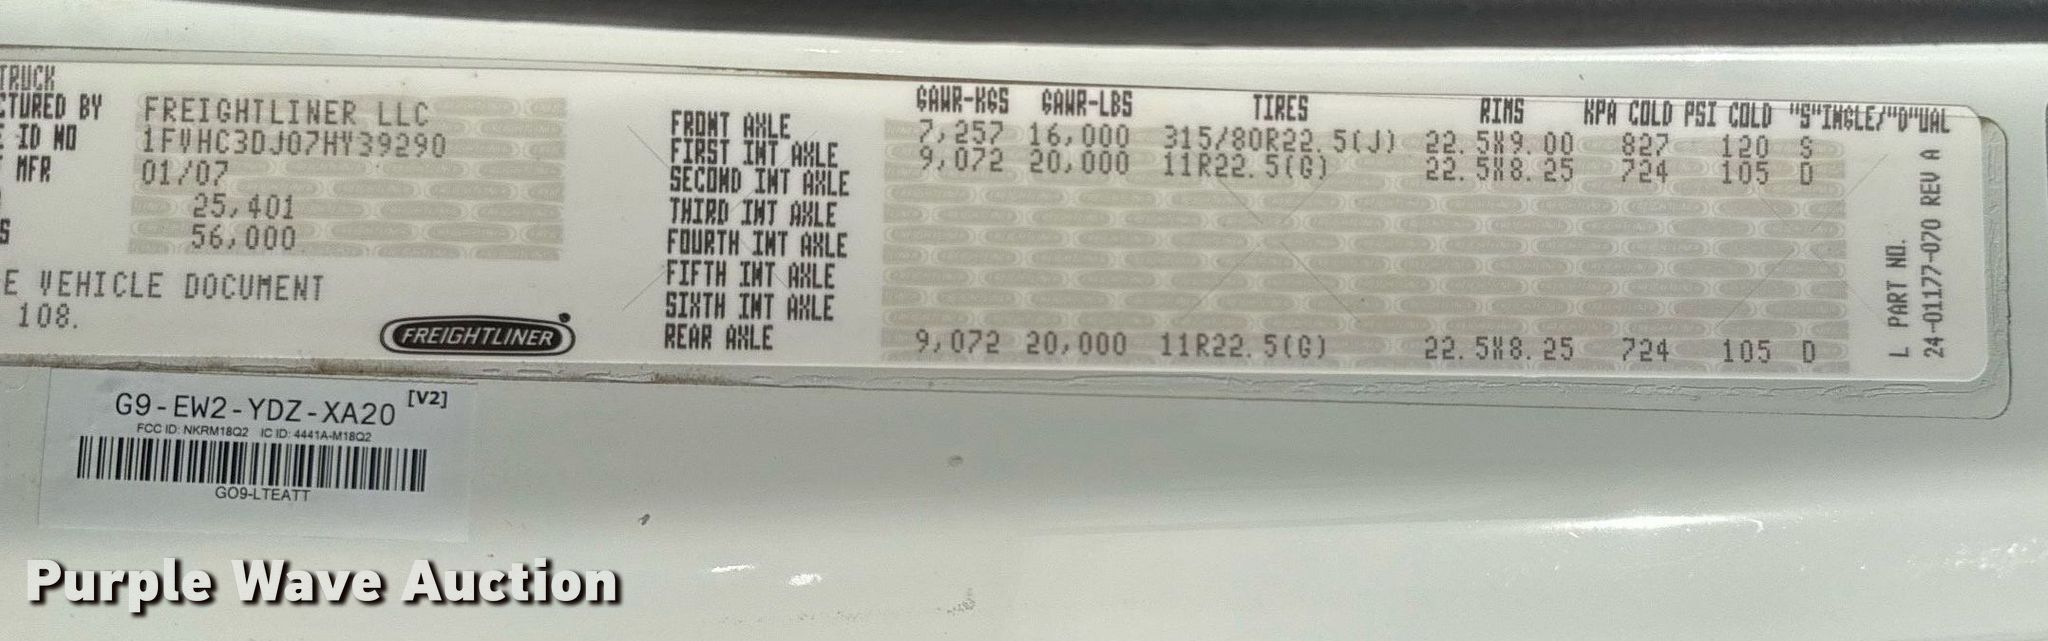 TRUCK
CTURED BY FREIGHTLINER LLC
E ID NO 1FVHC3DJ07HY39290
MFR 01/07
25,401
S 56,000
E VEHICLE DOCUMENT
108.
FREIGHTLINER
GAWR-KGS GAWR-LBS TIRES RIMS KPA COLD PSI COLD "S"INGLE/"D"UAL
FRONT AXLE 7,257 16,000 315/80R22.5(J) 22.5X9.00 827 120 S
FIRST INT AXLE 9,072 20,000 11R22.5(G) 22.5X8.25 724 105 D
SECOND INT AXLE
THIRD INT AXLE
FOURTH INT AXLE
FIFTH INT AXLE
SIXTH INT AXLE
REAR AXLE 9,072 20,000 11R22.5(G) 22.5X8.25 724 105 D
L PART NO.
24-01177-070 REV A
G9-EW2-YDZ-XA20 [V2]
FCC ID: NKRM18Q2 IC ID: 4441A-M18Q2
GO9-LTEATT
Purple Wave Auction